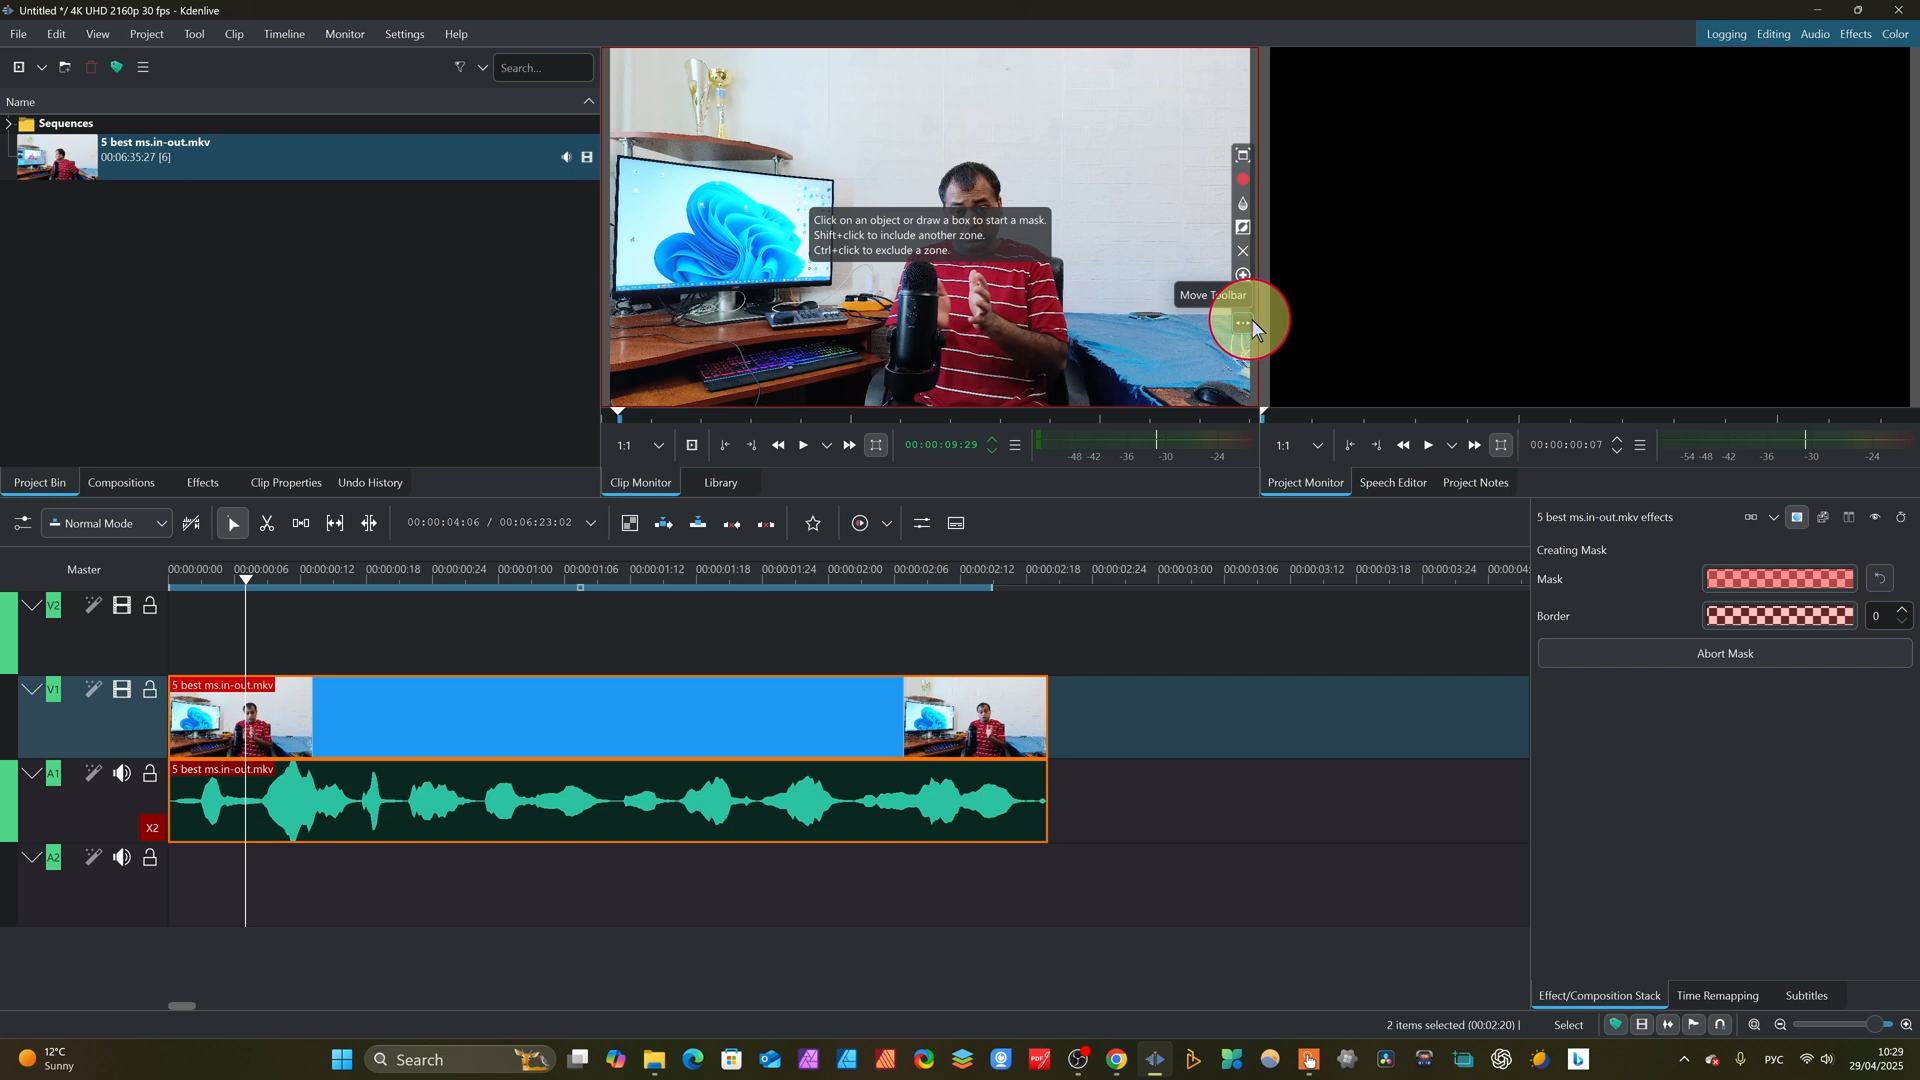 Untitled */ 4K UHD 2160p 30 fps - Kdenlive
File Edit View Project Tool Clip Timeline Monitor Settings Help
Logging Editing Audio Effects Color
Search...
Name
Sequences
5 best ms.in-out.mkv
00:06:35:27 [6]
Click on an object or draw a box to start a mask.
Shift+click to include another zone.
Ctrl+click to exclude a zone.
Move Toolbar
1:1
00:00:09:29
-48 -42 -36 -30 -24
1:1
00:00:00:07
-54 -48 -42 -36 -30 -24
Project Bin Compositions Effects Clip Properties Undo History
Clip Monitor Library
Project Monitor Speech Editor Project Notes
Normal Mode
00:00:04:06 / 00:06:23:02
5 best ms.in-out.mkv effects
Creating Mask
Mask
Border
0
Abort Mask
Master
00:00:00:00 00:00:00:06 00:00:00:12 00:00:00:18 00:00:00:24 00:00:01:00 00:00:01:06 00:00:01:12 00:00:01:18 00:00:01:24 00:00:02:00 00:00:02:06 00:00:02:12 00:00:02:18 00:00:02:24 00:00:03:00 00:00:03:06 00:00:03:12 00:00:03:18 00:00:03:24 00:00:04:
V2
V1
5 best ms.in-out.mkv
A1
5 best ms.in-out.mkv
X2
A2
Effect/Composition Stack Time Remapping Subtitles
2 items selected (00:02:20) |
Select
12°C
Sunny
Search
PDF
РУС
10:29
29/04/2025